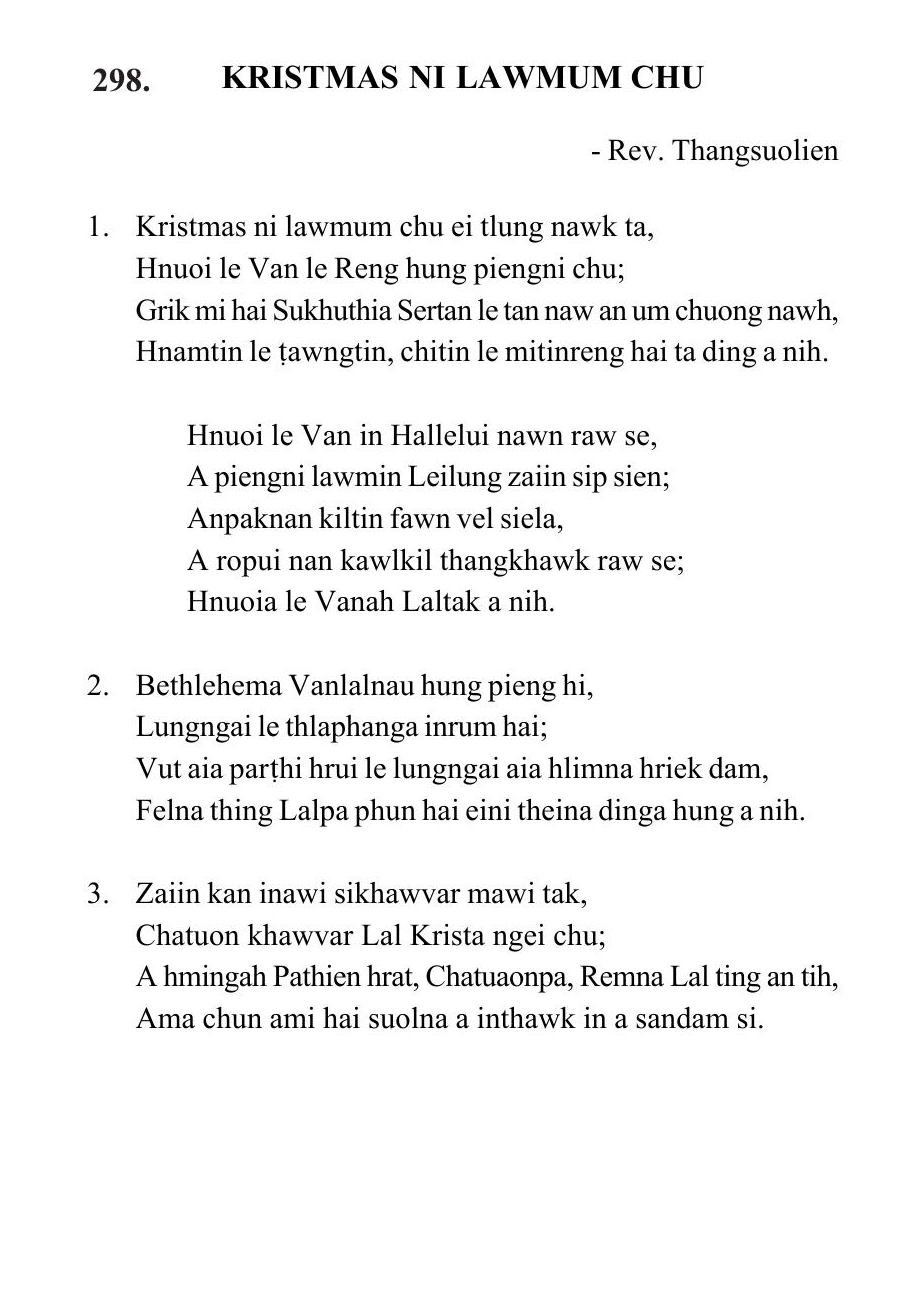 298. KRISTMAS NI LAWMUM CHU
- Rev. Thangsuolien
1. Kristmas ni lawmum chu ei tlung nawk ta,
Hnuoi le Van le Reng hung piengni chu;
Grik mi hai Sukhuthia Sertan le tan naw an um chuong nawh,
Hnamtin le ṭawngtin, chitin le mitinreng hai ta ding a nih.
Hnuoi le Van in Hallelui nawn raw se,
A piengni lawmin Leilung zaiin sip sien;
Anpaknan kiltin fawn vel siela,
A ropui nan kawlkil thangkhawk raw se;
Hnuoia le Vanah Laltak a nih.
2. Bethlehema Vanlalnau hung pieng hi,
Lungngai le thlaphanga inrum hai;
Vut aia parṭhi hrui le lungngai aia hlimna hriek dam,
Felna thing Lalpa phun hai eini theina dinga hung a nih.
3. Zaiin kan inawi sikhawvar mawi tak,
Chatuon khawvar Lal Krista ngei chu;
A hmingah Pathien hrat, Chatuaonpa, Remna Lal ting an tih,
Ama chun ami hai suolna a inthawk in a sandam si.